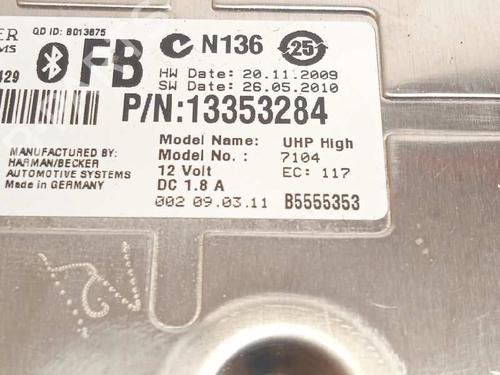 QD ID: B013875
N136
25
429
FB
HW Date: 20.11.2009
SW Date: 26.05.2010
P/N:13353284
MANUFACTURED BY:
HARMAN/BECKER
AUTOMOTIVE SYSTEMS
Made in GERMANY
Model Name: UHP High
Model No.: 7104
12 Volt EC: 117
DC 1.8 A
002 09.03.11 B5555353